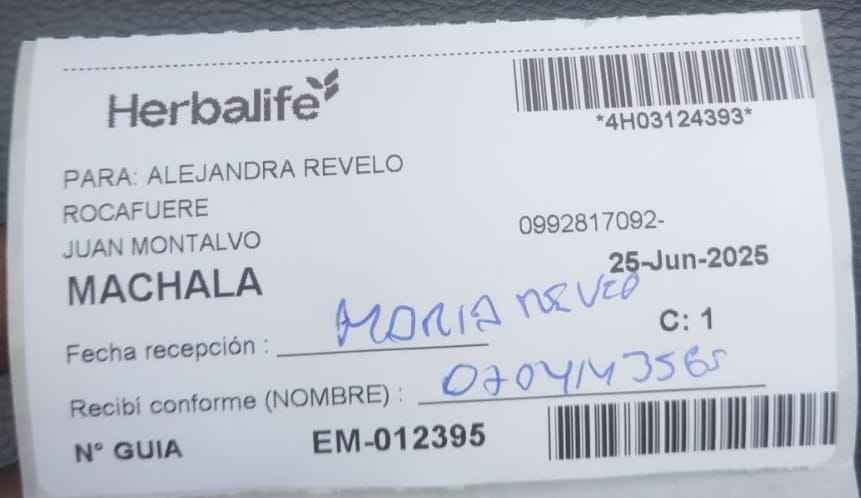 Herbalife
*4H03124393*
PARA: ALEJANDRA REVELO
ROCAFUERE
JUAN MONTALVO
0992817092-
MACHALA
25-Jun-2025
Fecha recepción : MARIA
C: 1
Recibí conforme (NOMBRE) :
N° GUIA EM-012395